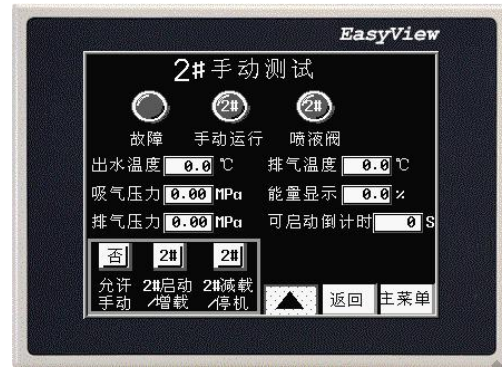 EasyView
2#手动测试
2# 2#
故障 手动运行 喷液阀
出水温度 0.0 ℃ 排气温度 0.0 ℃
吸气压力 0.00 MPa 能量显示 0.0 %
排气压力 0.00 MPa 可启动倒计时 0 S
否 2# 2#
允许 2#启动 2#减载
手动 /增载 /停机 返回 主菜单